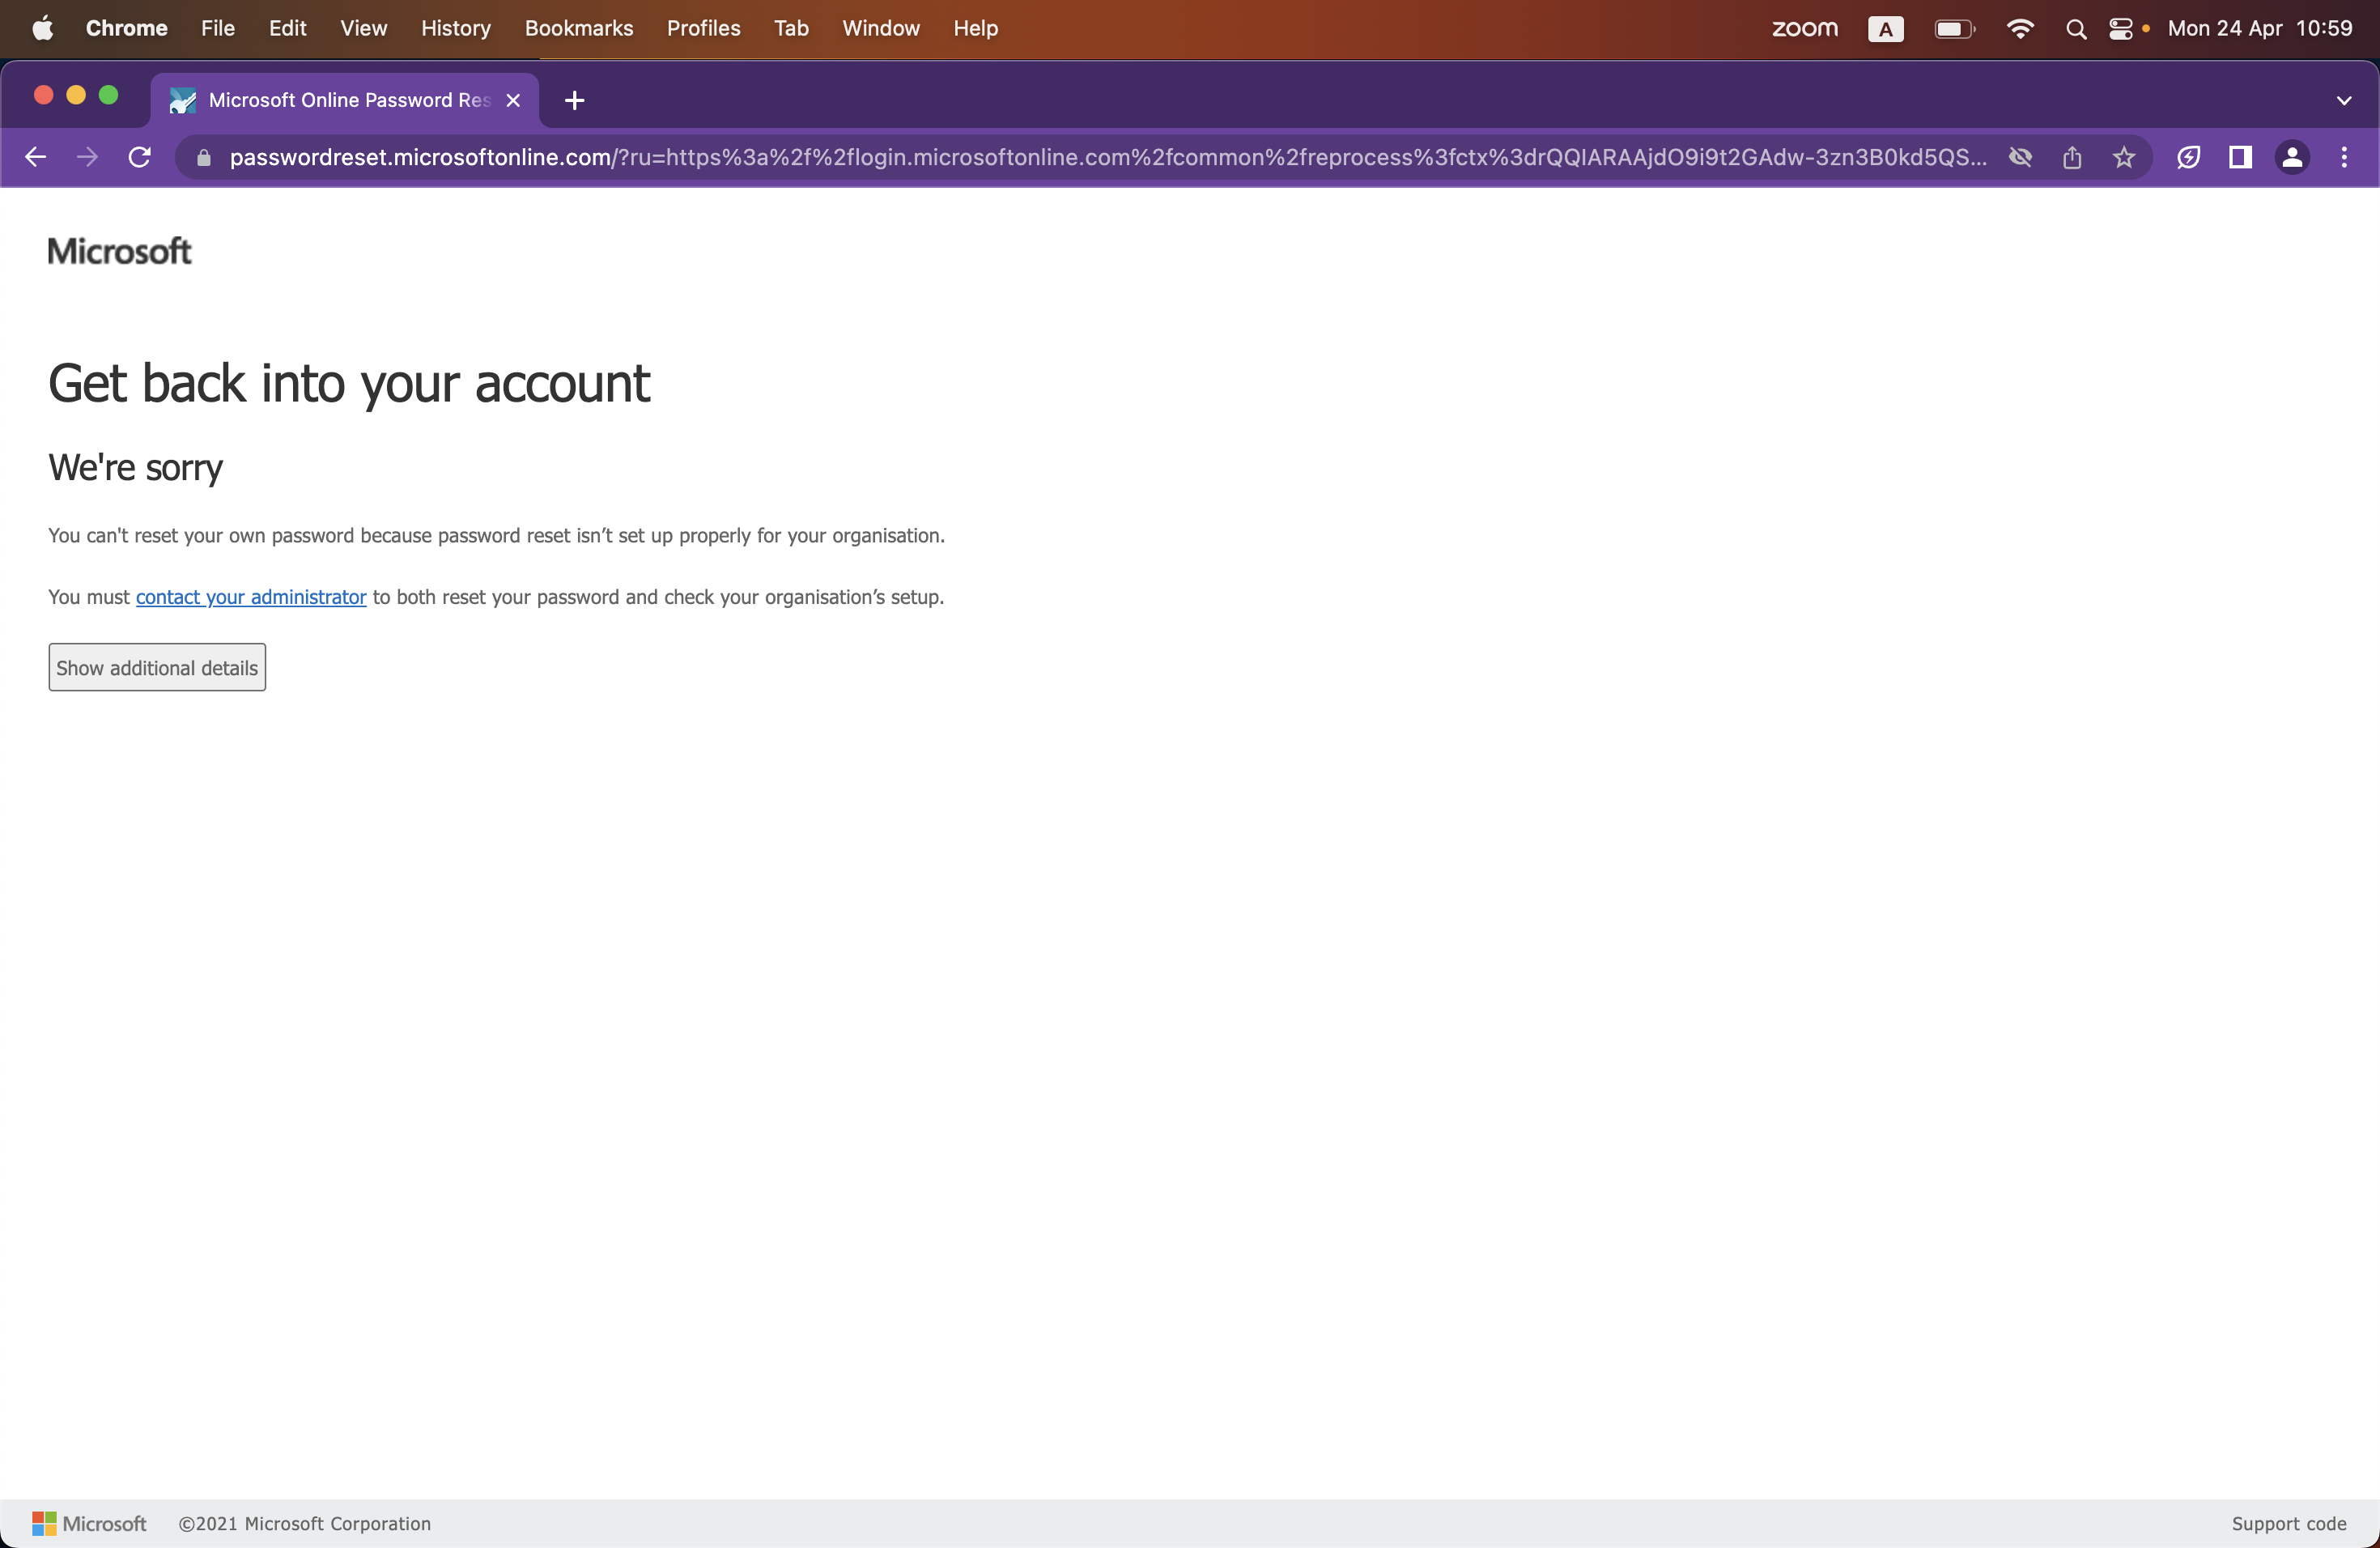 Chrome File Edit View History Bookmarks Profiles Tab Window Help zoom A Mon 24 Apr 10:59
Microsoft Online Password Res
passwordreset.microsoftonline.com/?ru=https%3a%2f%2flogin.microsoftonline.com%2fcommon%2freprocess%3fctx%3drQQIARAAjdO9i9t2GAdw-3zn3B0kd5QS...
Microsoft
Get back into your account
We're sorry
You can't reset your own password because password reset isn’t set up properly for your organisation.
You must contact your administrator to both reset your password and check your organisation’s setup.
Show additional details
Microsoft ©2021 Microsoft Corporation Support code